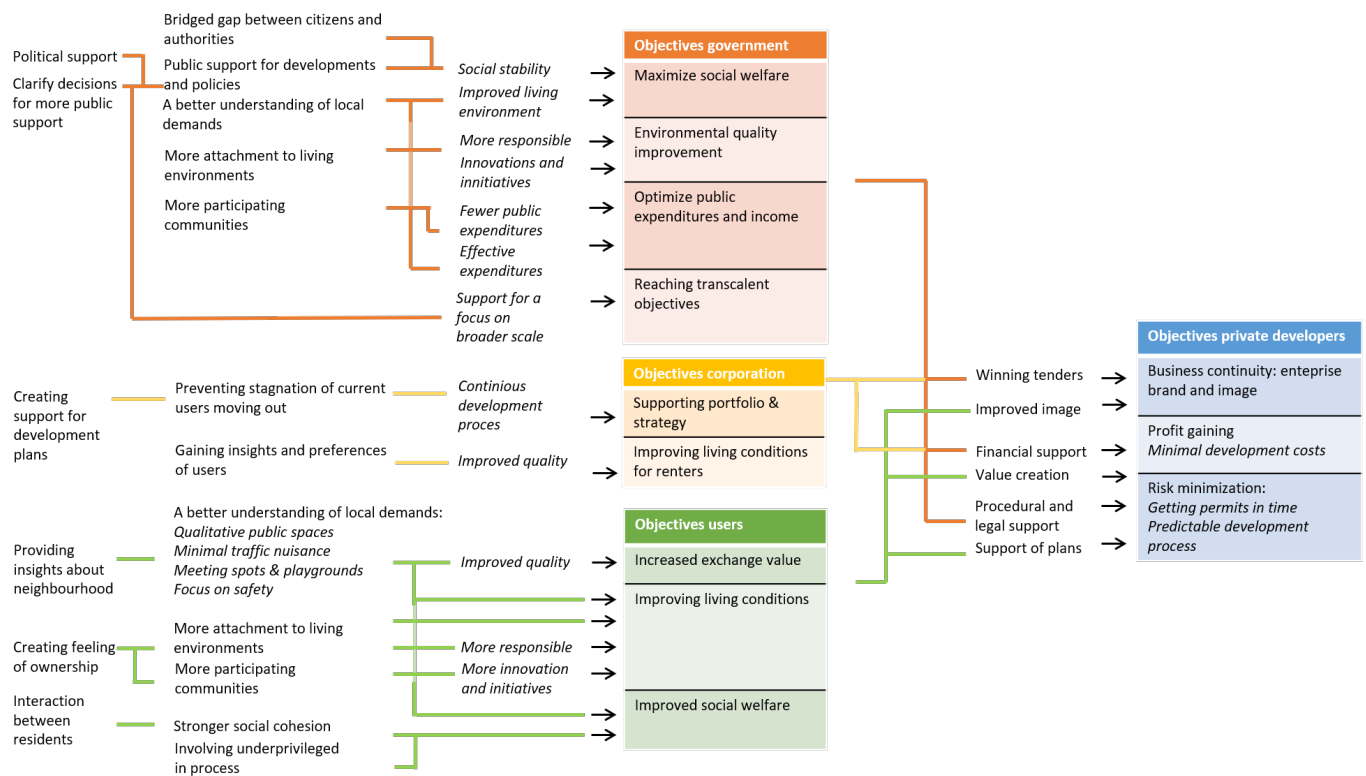 Political support
Clarify decisions
for more public
support
Bridged gap between citizens and
authorities
Public support for developments
and policies
A better understanding of local
demands
More attachment to living
environments
More participating
communities
Social stability
Improved living
environment
More responsible
Innovations and
innitiatives
Fewer public
expenditures
Effective
expenditures
Support for a
focus on
broader scale
Objectives government
Maximize social welfare
Environmental quality
improvement
Optimize public
expenditures and income
Reaching transcalent
objectives
Creating
support for
development
plans
Preventing stagnation of current
users moving out
Gaining insights and preferences
of users
Continious
development
proces
Improved quality
Objectives corporation
Supporting portfolio &
strategy
Improving living conditions
for renters
Providing
insights about
neighbourhood
Creating feeling
of ownership
Interaction
between
residents
A better understanding of local demands:
Qualitative public spaces
Minimal traffic nuisance
Meeting spots & playgrounds
Focus on safety
More attachment to living
environments
More participating
communities
Stronger social cohesion
Involving underprivileged
in process
Improved quality
More responsible
More innovation
and initiatives
Objectives users
Increased exchange value
Improving living conditions
Improved social welfare
Winning tenders
Improved image
Financial support
Value creation
Procedural and
legal support
Support of plans
Objectives private developers
Business continuity: enteprise
brand and image
Profit gaining
Minimal development costs
Risk minimization:
Getting permits in time
Predictable development
process